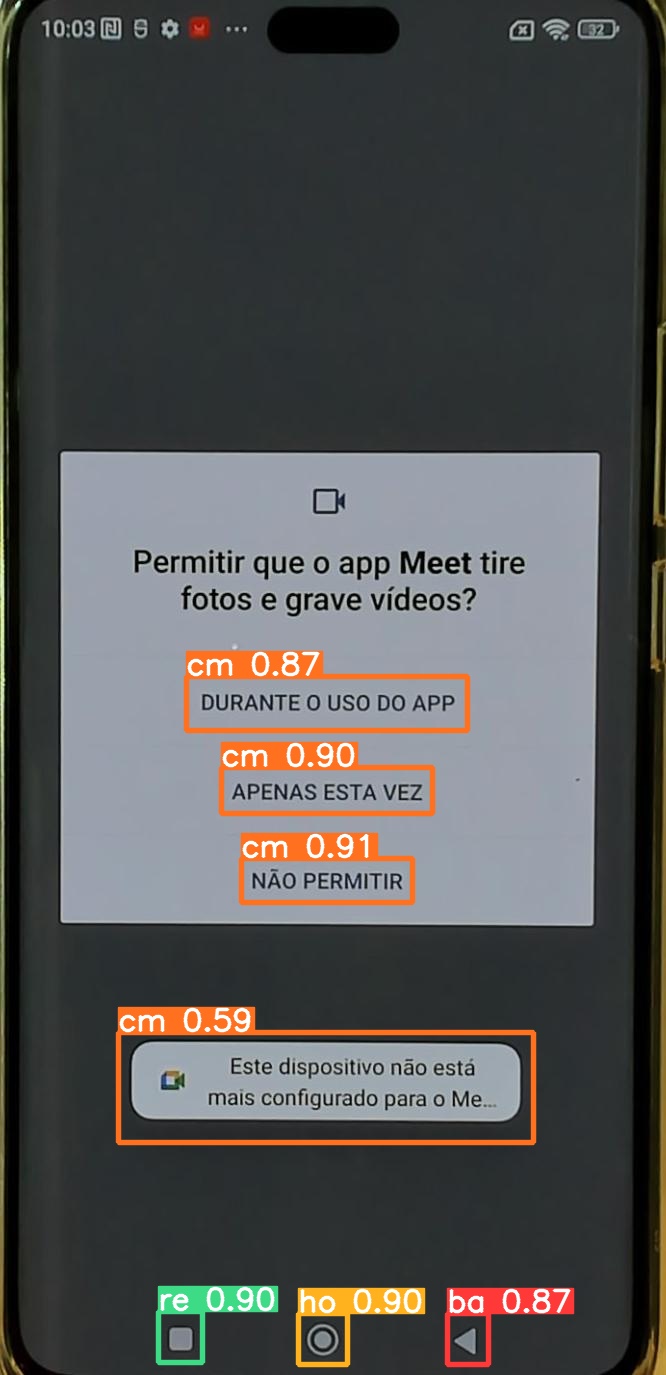 10:03
32
Permitir que o app Meet tire
fotos e grave vídeos?
cm 0.87
DURANTE O USO DO APP
cm 0.90
APENAS ESTA VEZ
cm 0.91
NÃO PERMITIR
cm 0.59
Este dispositivo não está
mais configurado para o Me...
re 0.90 ho 0.90 ba 0.87